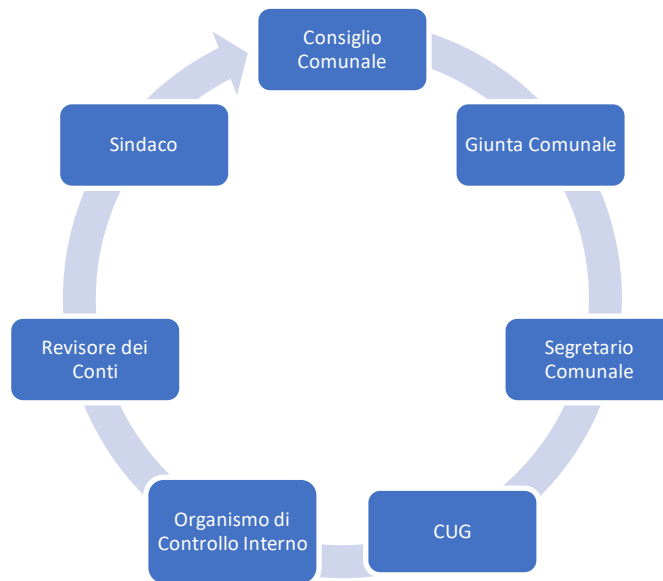 Consiglio
Comunale
Giunta Comunale
Segretario
Comunale
CUG
Organismo di
Controllo Interno
Revisore dei
Conti
Sindaco